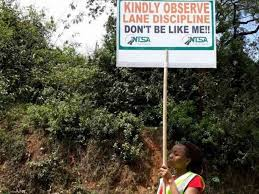 KINDLY OBSERVE
LANE DISCIPLINE
DON'T BE LIKE ME!!
NTSA NTSA